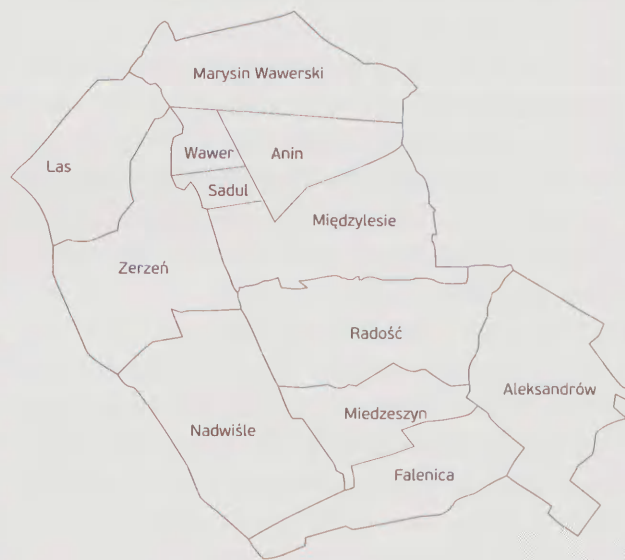 Marysin Wawerski
Las
Wawer
Anin
Sadul
Międzylesie
Zerzeń
Radość
Aleksandrów
Nadwiśle
Miedzeszyn
Falenica